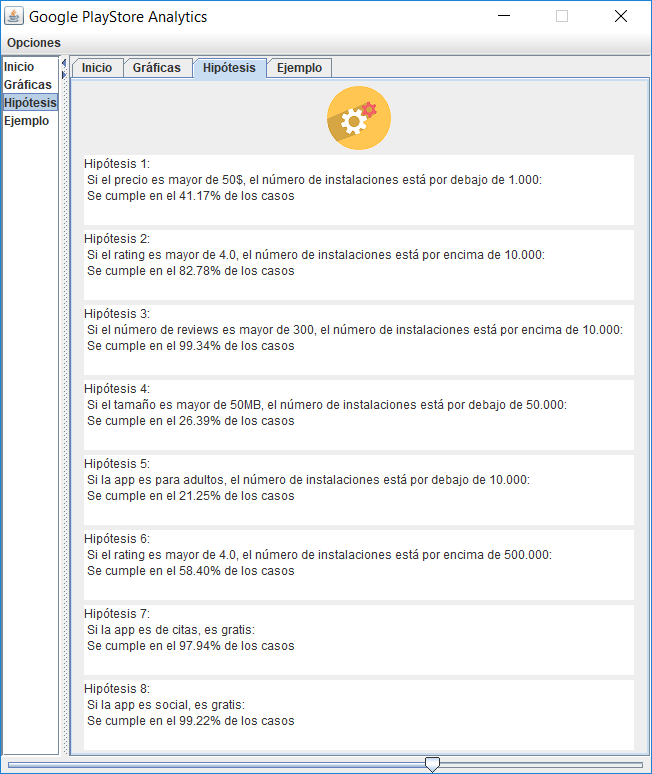 Google PlayStore Analytics
Opciones
Inicio
Gráficas
Hipótesis
Ejemplo
Inicio Gráficas Hipótesis Ejemplo
Hipótesis 1:
Si el precio es mayor de 50$, el número de instalaciones está por debajo de 1.000:
Se cumple en el 41.17% de los casos
Hipótesis 2:
Si el rating es mayor de 4.0, el número de instalaciones está por encima de 10.000:
Se cumple en el 82.78% de los casos
Hipótesis 3:
Si el número de reviews es mayor de 300, el número de instalaciones está por encima de 10.000:
Se cumple en el 99.34% de los casos
Hipótesis 4:
Si el tamaño es mayor de 50MB, el número de instalaciones está por debajo de 50.000:
Se cumple en el 26.39% de los casos
Hipótesis 5:
Si la app es para adultos, el número de instalaciones está por debajo de 10.000:
Se cumple en el 21.25% de los casos
Hipótesis 6:
Si el rating es mayor de 4.0, el número de instalaciones está por encima de 500.000:
Se cumple en el 58.40% de los casos
Hipótesis 7:
Si la app es de citas, es gratis:
Se cumple en el 97.94% de los casos
Hipótesis 8:
Si la app es social, es gratis:
Se cumple en el 99.22% de los casos